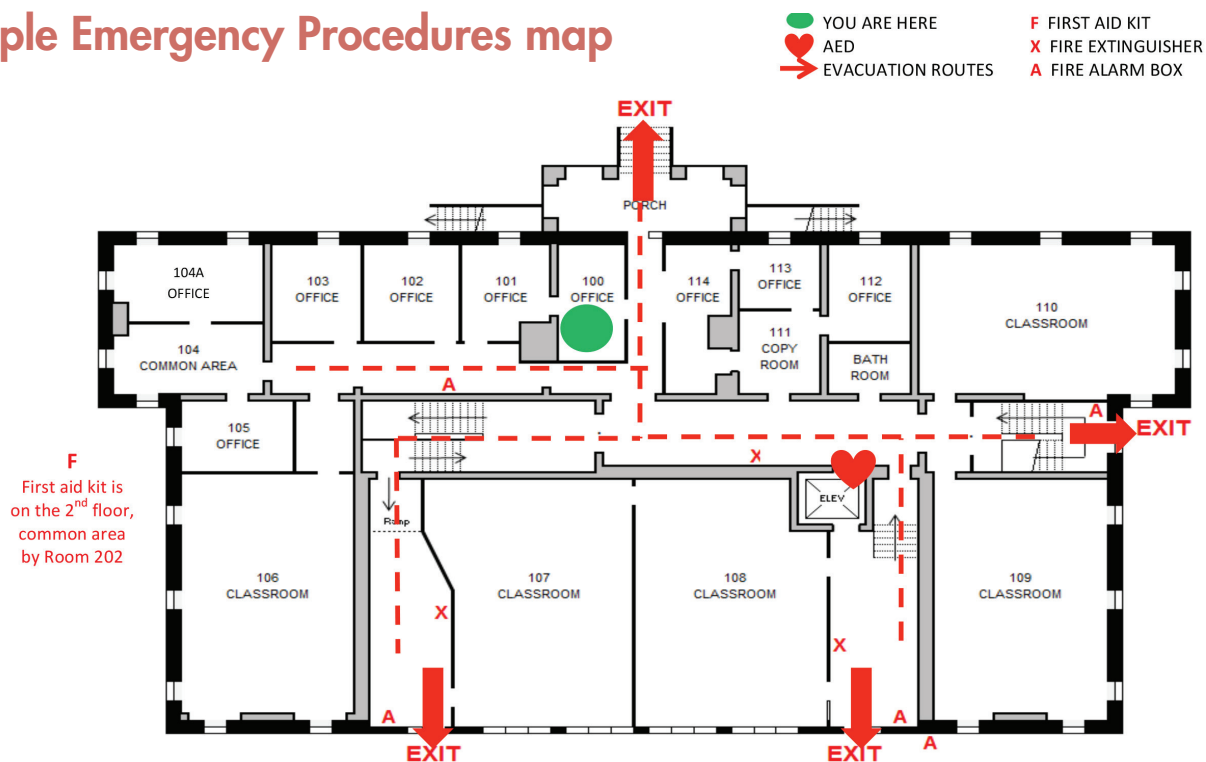 ple Emergency Procedures map
YOU ARE HERE
AED
EVACUATION ROUTES
F FIRST AID KIT
X FIRE EXTINGUISHER
A FIRE ALARM BOX
EXIT
PORCH
104A
OFFICE
103
OFFICE
102
OFFICE
101
OFFICE
100
OFFICE
114
OFFICE
113
OFFICE
112
OFFICE
110
CLASSROOM
104
COMMON AREA
111
COPY
ROOM
BATH
ROOM
A
A
EXIT
105
OFFICE
X
F
First aid kit is
on the 2nd floor,
common area
by Room 202
ELEV
Ramp
106
CLASSROOM
107
CLASSROOM
108
CLASSROOM
109
CLASSROOM
X
X
A
A
A
EXIT
EXIT